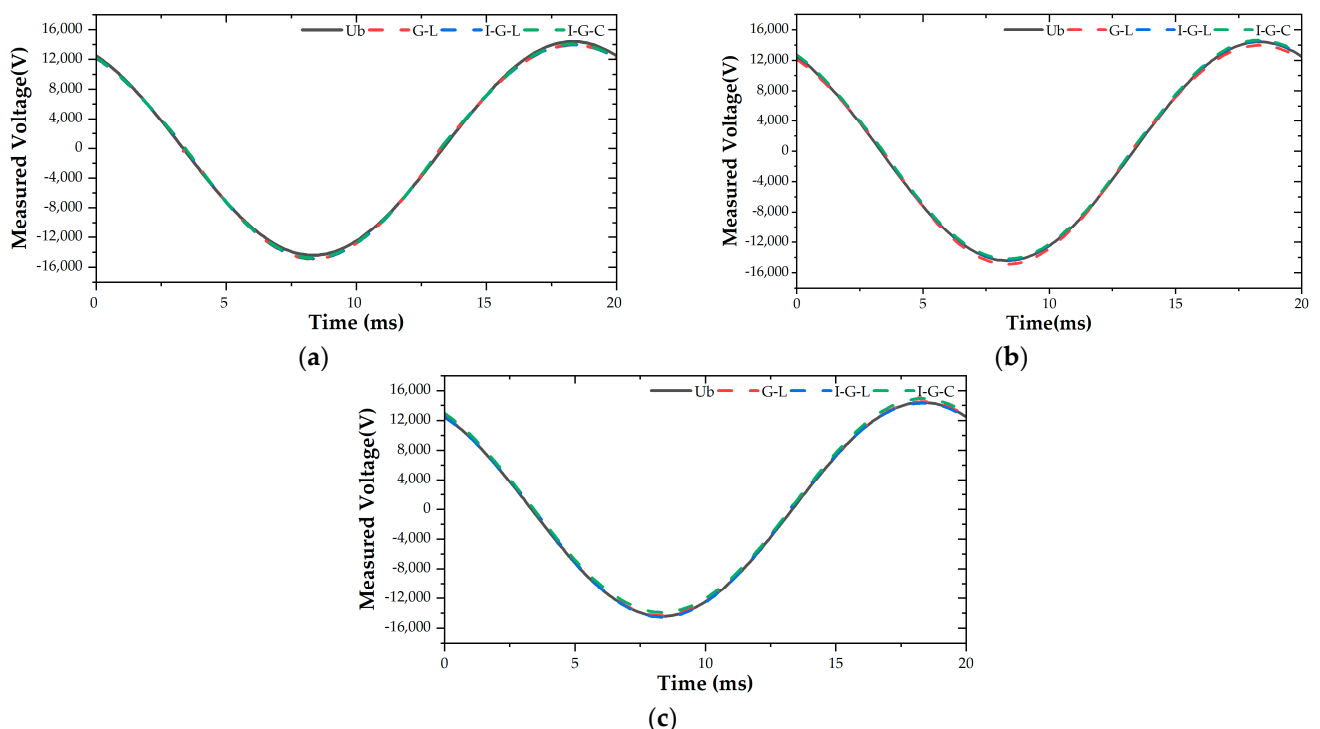 Measured Voltage(V)
16,000
12,000
8,000
4,000
0
-4,000
-8,000
-12,000
-16,000
Ub G-L I-G-L I-G-C
0 5 10 15 20
Time (ms)
(a)
Measured Voltage(V)
16,000
12,000
8,000
4,000
0
-4,000
-8,000
-12,000
-16,000
Ub G-L I-G-L I-G-C
0 5 10 15 20
Time(ms)
(b)
Measured Voltage(V)
16,000
12,000
8,000
4,000
0
-4,000
-8,000
-12,000
-16,000
Ub G-L I-G-L I-G-C
0 5 10 15 20
Time (ms)
(c)